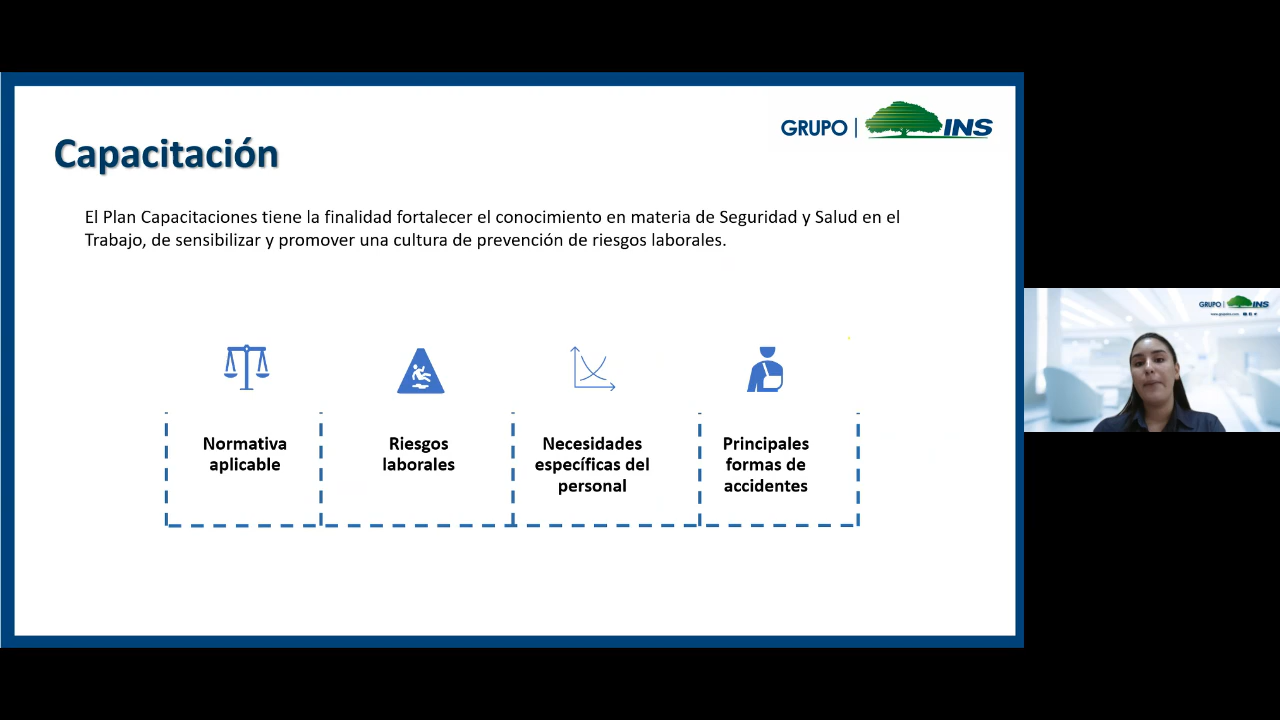 GRUPO | INS
Capacitación
El Plan Capacitaciones tiene la finalidad fortalecer el conocimiento en materia de Seguridad y Salud en el
Trabajo, de sensibilizar y promover una cultura de prevención de riesgos laborales.
Normativa
aplicable
Riesgos
laborales
Necesidades
específicas del
personal
Principales
formas de
accidentes
GRUPO | INS